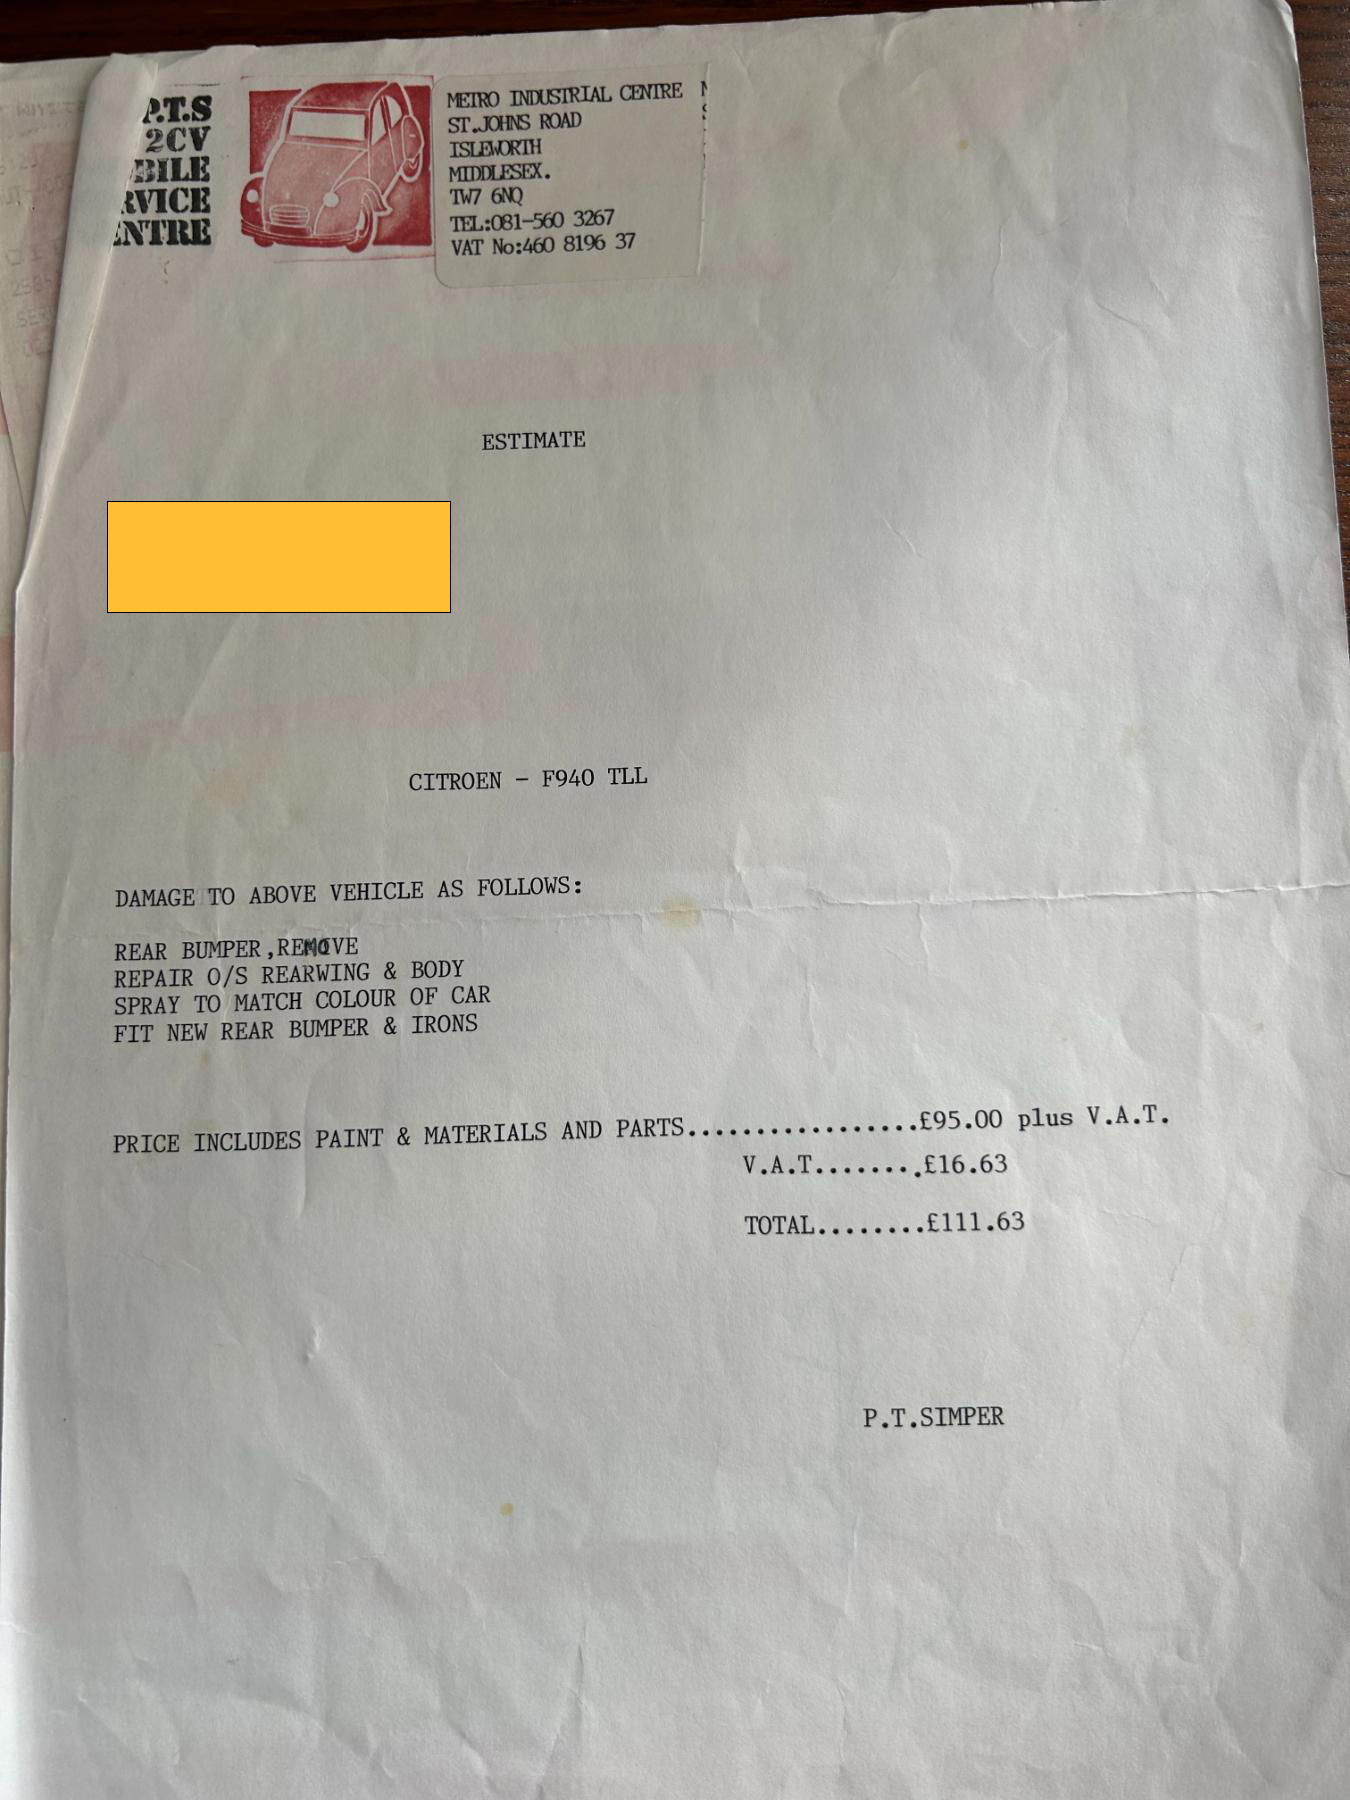 P.T.S
2CV
BILE
RVICE
ENTRE
METRO INDUSTRIAL CENTRE
ST.JOHNS ROAD
ISLEWORTH
MIDDLESEX.
TW7 6NQ
TEL:081-560 3267
VAT No:460 8196 37
ESTIMATE
CITROEN - F940 TLL
DAMAGE TO ABOVE VEHICLE AS FOLLOWS:
REAR BUMPER,REMOVE
REPAIR O/S REARWING & BODY
SPRAY TO MATCH COLOUR OF CAR
FIT NEW REAR BUMPER & IRONS
PRICE INCLUDES PAINT & MATERIALS AND PARTS.................£95.00 plus V.A.T.
V.A.T........£16.63
TOTAL........£111.63
P.T.SIMPER